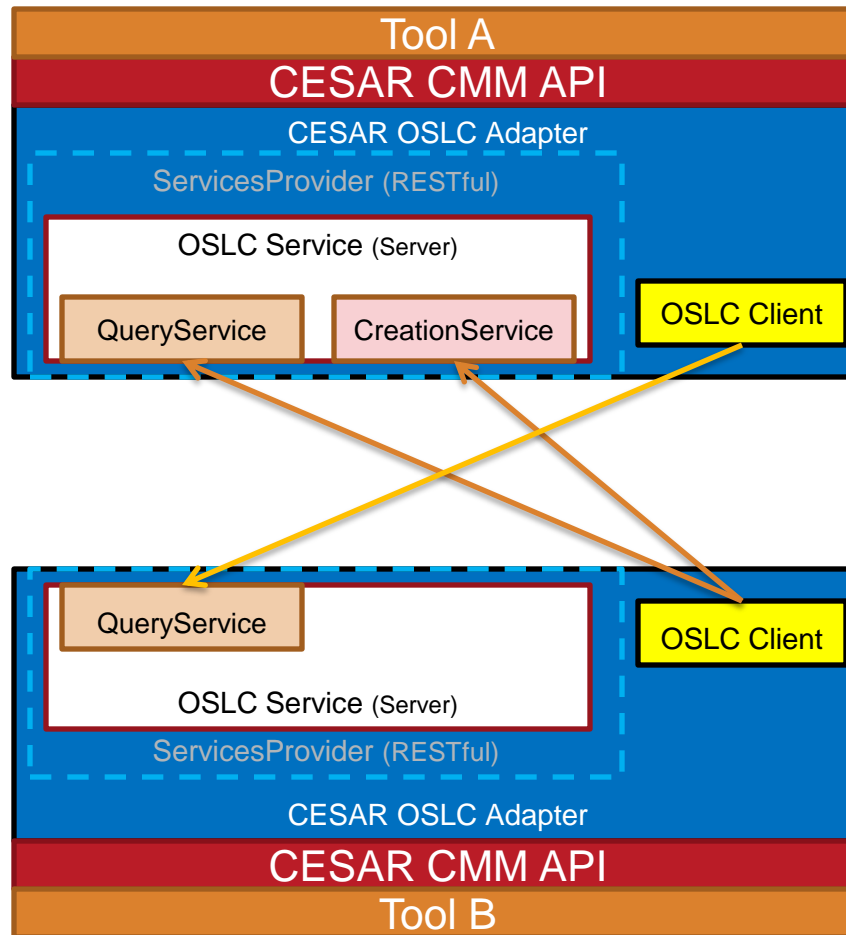 Tool A
CESAR CMM API
CESAR OSLC Adapter
ServicesProvider (RESTful)
OSLC Service (Server)
QueryService
CreationService
OSLC Client
QueryService
OSLC Client
OSLC Service (Server)
ServicesProvider (RESTful)
CESAR OSLC Adapter
CESAR CMM API
Tool B